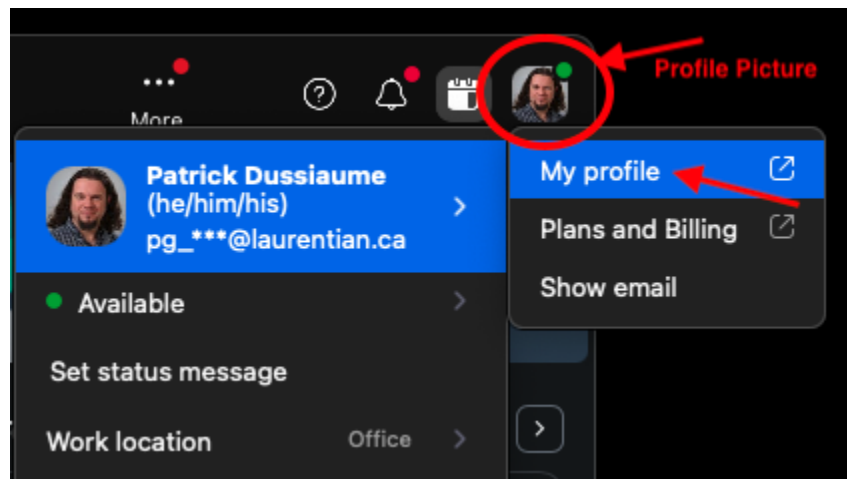 Profile Picture
More
Patrick Dussiaume
(he/him/his)
pg_***@laurentian.ca
Available
Set status message
Work location Office
My profile
Plans and Billing
Show email